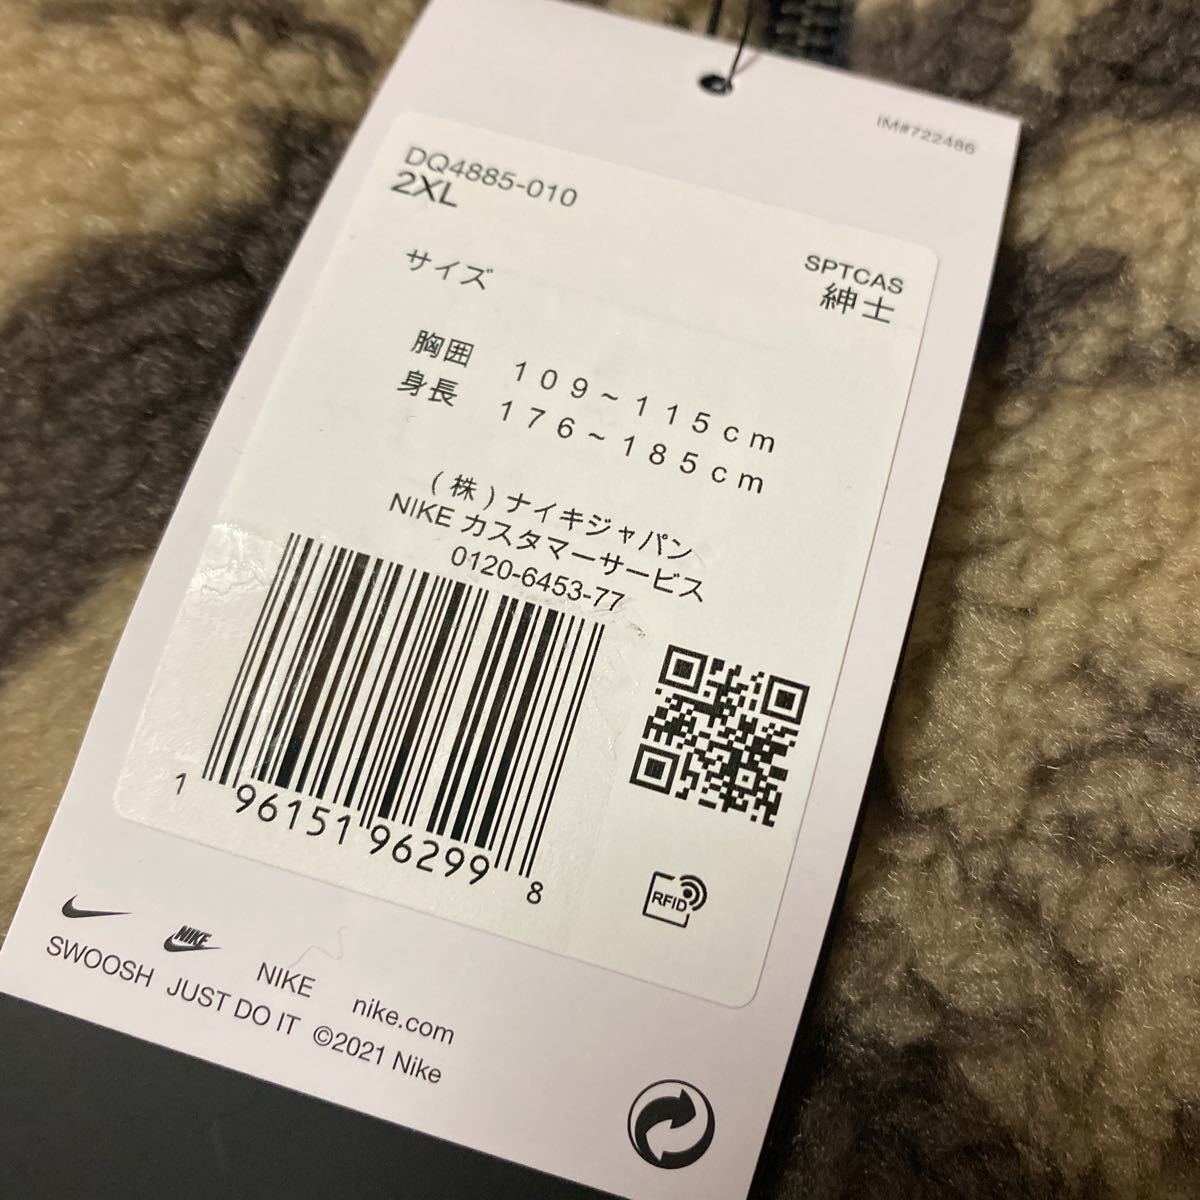 IM#722486
DQ4885-010
2XL
SPTCAS
紳士
サイズ
胸囲 109~115cm
身長 176~185cm
(株)ナイキジャパン
NIKE カスタマーサービス
0120-6453-77
1 96151 96299 8
RFID
NIKE
NIKE nike.com
SWOOSH JUST DO IT ©2021 Nike